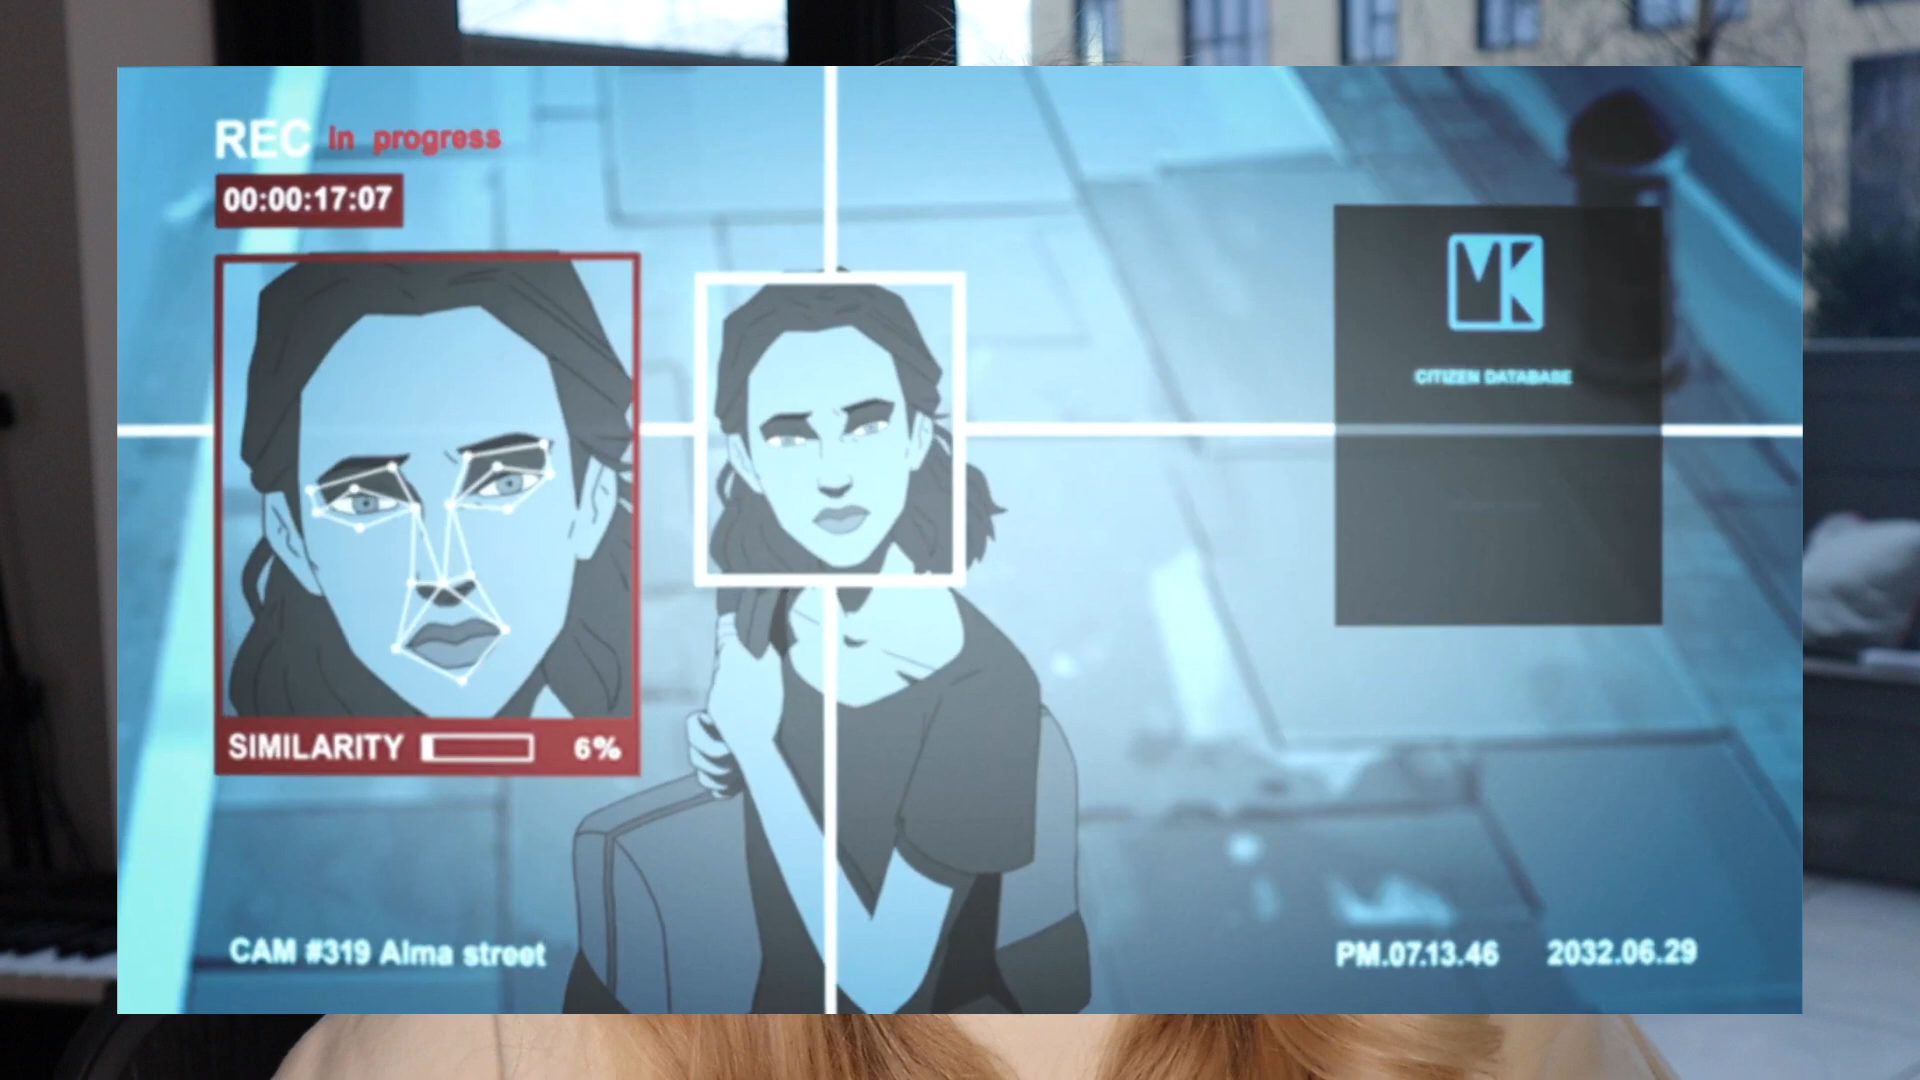 REC In progress
00:00:17:07
MK
CITIZEN DATABASE
SIMILARITY 6%
CAM #319 Alma street
PM.07.13.46 2032.06.29